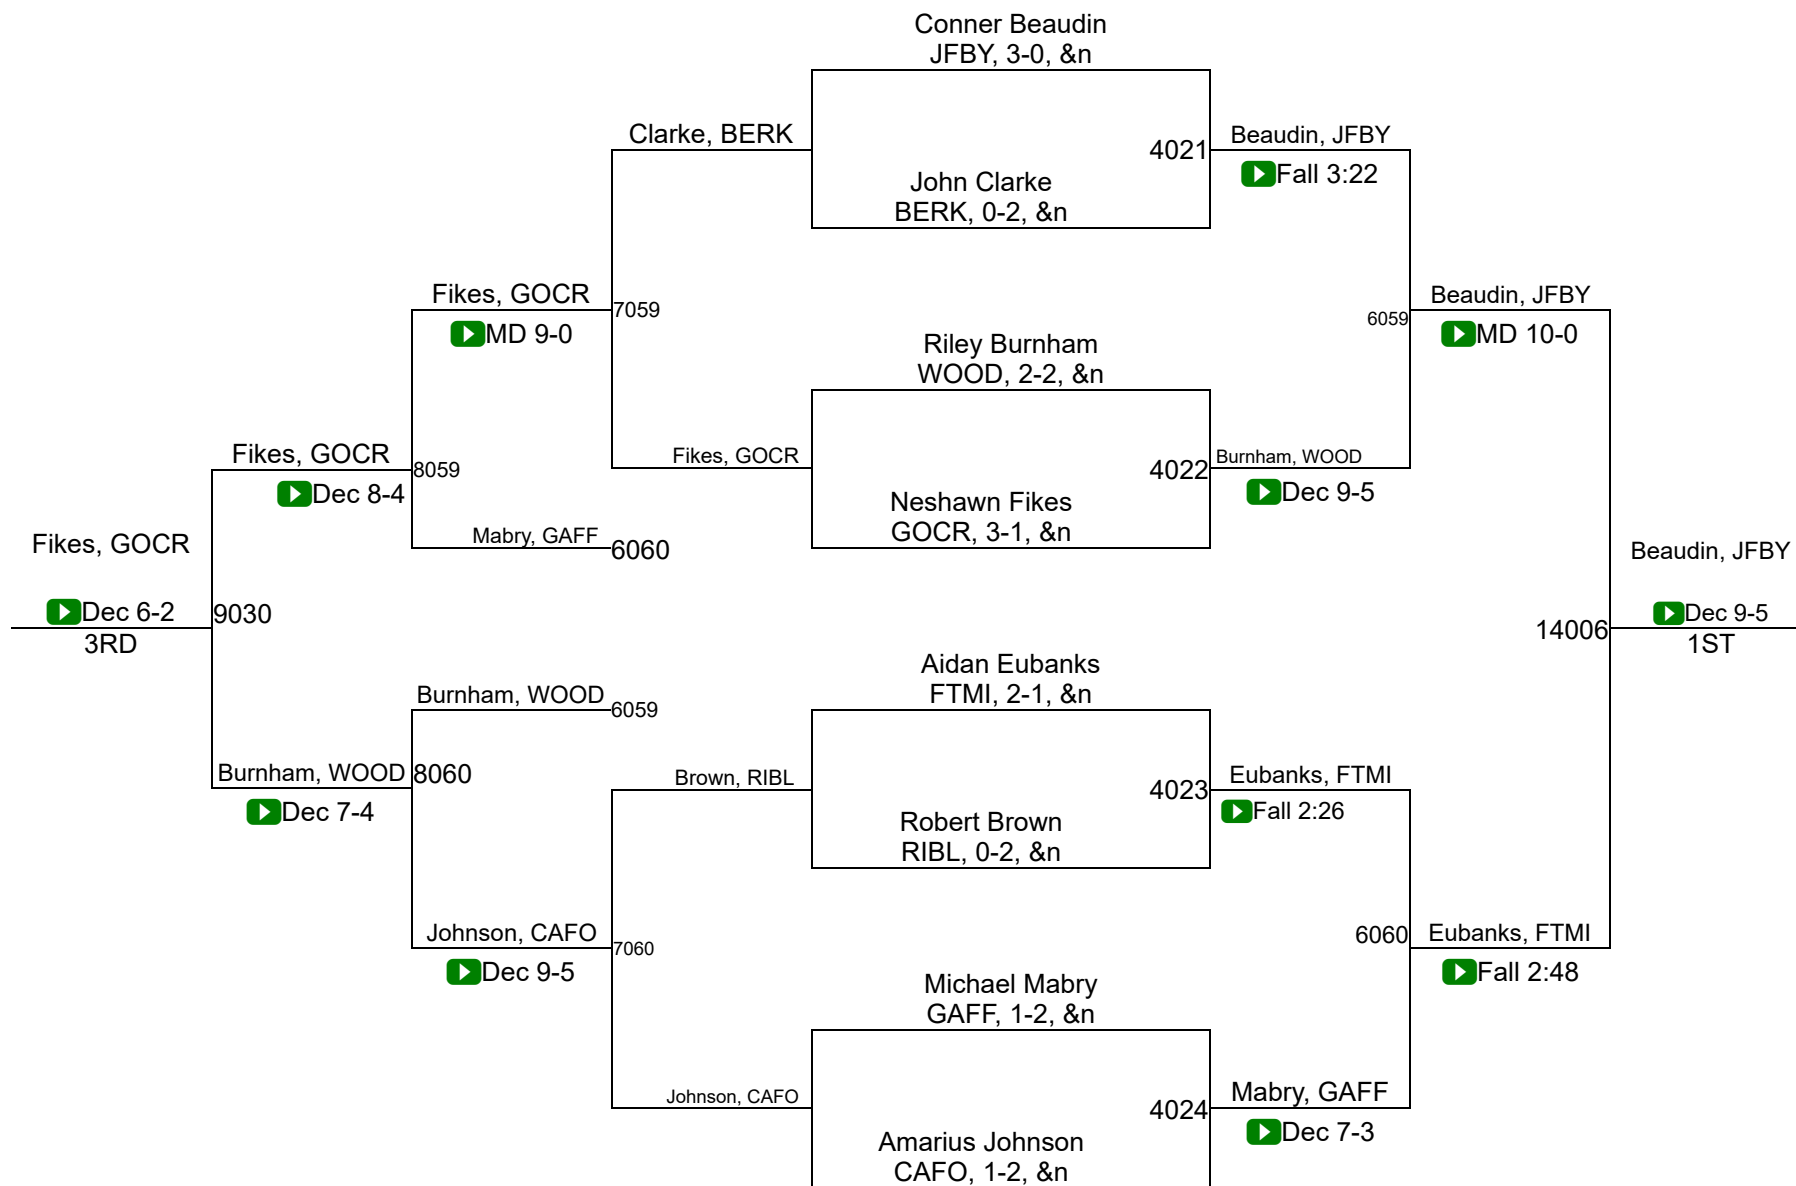 Conner Beaudin
JFBY, 3-0, &n
Clarke, BERK
4021
Beaudin, JFBY
Fall 3:22
John Clarke
BERK, 0-2, &n
Fikes, GOCR
MD 9-0
7059
6059
Beaudin, JFBY
MD 10-0
Riley Burnham
WOOD, 2-2, &n
Fikes, GOCR
Dec 8-4
8059
Fikes, GOCR
4022
Burnham, WOOD
Dec 9-5
Neshawn Fikes
GOCR, 3-1, &n
Mabry, GAFF
6060
Fikes, GOCR
Dec 6-2
3RD
9030
Beaudin, JFBY
Dec 9-5
1ST
14006
Aidan Eubanks
FTMI, 2-1, &n
Burnham, WOOD
6059
Burnham, WOOD
Dec 7-4
8060
Brown, RIBL
4023
Eubanks, FTMI
Fall 2:26
Robert Brown
RIBL, 0-2, &n
Johnson, CAFO
Dec 9-5
7060
6060
Eubanks, FTMI
Fall 2:48
Michael Mabry
GAFF, 1-2, &n
Johnson, CAFO
4024
Mabry, GAFF
Dec 7-3
Amarius Johnson
CAFO, 1-2, &n